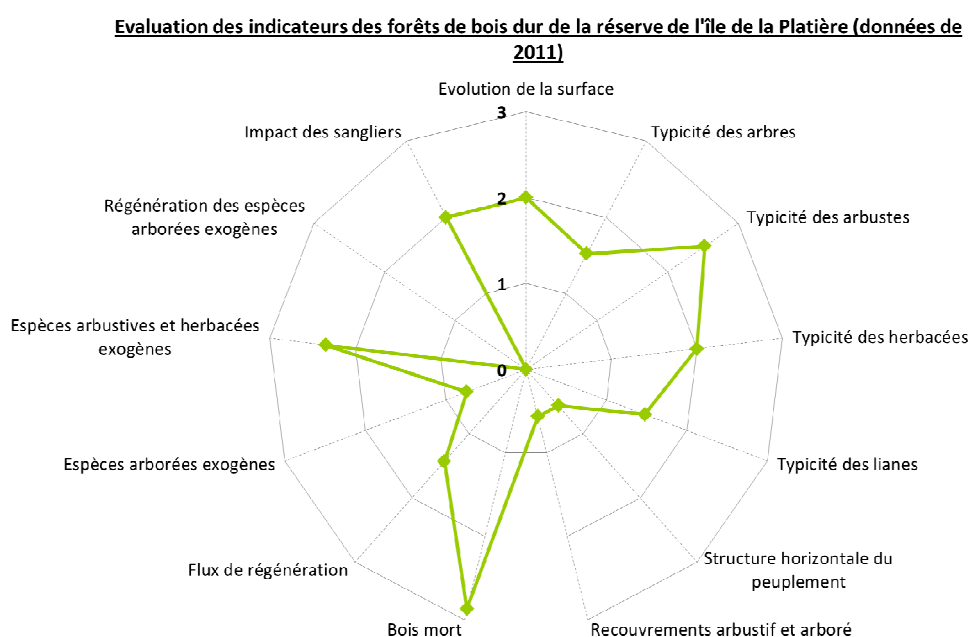 Evaluation des indicateurs des forêts de bois dur de la réserve de l'île de la Platière (données de
2011)
Evolution de la surface
3
Impact des sangliers
Typicité des arbres
2
Régénération des espèces
arborées exogènes
Typicité des arbustes
1
Espèces arbustives et herbacées
exogènes
Typicité des herbacées
0
Espèces arborées exogènes
Typicité des lianes
Flux de régénération
Structure horizontale du
peuplement
Bois mort
Recouvrements arbustif et arboré